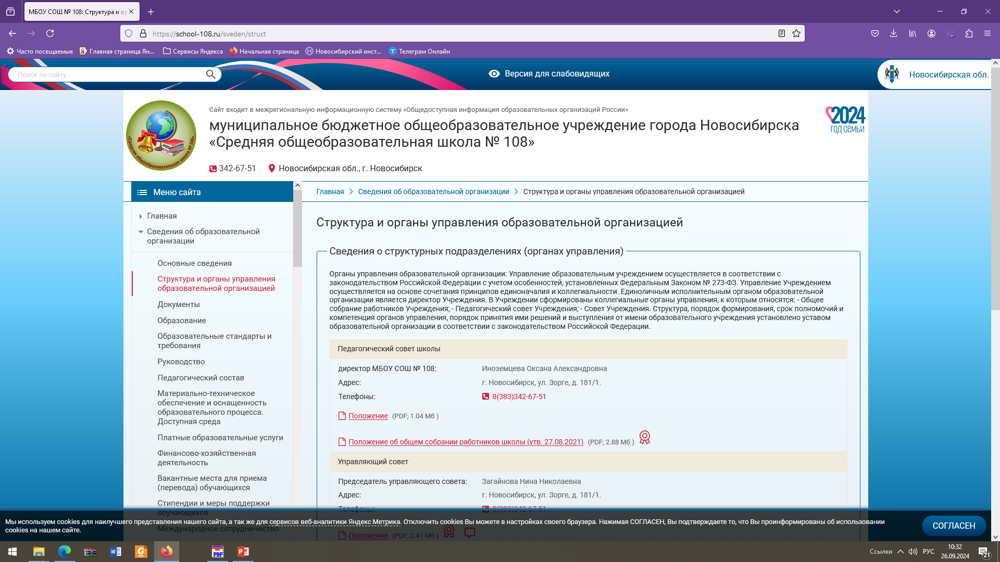 МБОУ СОШ № 108: Структура и ор
https://school-108.ru/sveden/struct
Часто посещаемые
Главная страница Ян...
Сервисы Яндекса
Начальная страница
Новосибирский инст...
Телеграм Онлайн
Поиск по сайту...
Версия для слабовидящих
Новосибирская обл.
«Средняя общеобразовательная школа № 108»
Сайт входит в межрегиональную информационную систему «Общедоступная информация образовательных организаций России»
муниципальное бюджетное общеобразовательное учреждение города Новосибирска
«Средняя общеобразовательная школа № 108»
342-67-51
Новосибирская обл., г. Новосибирск
2024
ГОД СЕМЬИ
Меню сайта
Главная
Сведения об образовательной
организации
Основные сведения
Структура и органы управления
образовательной организацией
Документы
Образование
Образовательные стандарты и
требования
Руководство
Педагогический состав
Материально-техническое
обеспечение и оснащенность
образовательного процесса.
Доступная среда
Платные образовательные услуги
Финансово-хозяйственная
деятельность
Вакантные места для приема
(перевода) обучающихся
Стипендии и меры поддержки
обучающихся
Международное сотрудничество
Главная
Сведения об образовательной организации
Структура и органы управления образовательной организацией
Структура и органы управления образовательной организацией
Сведения о структурных подразделениях (органах управления)
Органы управления образовательной организации: Управление образовательным учреждением осуществляется в соответствии с
законодательством Российской Федерации с учетом особенностей, установленных Федеральным Законом № 273-ФЗ. Управление Учреждением
осуществляется на основе сочетания принципов единоначалия и коллегиальности. Единоличным исполнительным органом образовательной
организации является директор Учреждения. В Учреждении сформированы коллегиальные органы управления, к которым относятся: - Общее
собрание работников Учреждения; - Педагогический совет Учреждения; - Совет Учреждения. Структура, порядок формирования, срок полномочий и
компетенция органов управления, порядок принятия ими решений и выступления от имени образовательного учреждения установлено уставом
образовательной организации в соответствии с законодательством Российской Федерации.
Педагогический совет школы
директор МБОУ СОШ № 108: Иноземцева Оксана Александровна
Адрес: г. Новосибирск, ул. Зорге, д. 181/1.
Телефоны: 8(383)342-67-51
Положение (PDF; 1.04 Мб )
Положение об общем собрании работников школы (утв. 27.08.2021) (PDF; 2.88 Мб )
Управляющий совет
Председатель управляющего совета: Загайнова Нина Николаевна
Адрес: г. Новосибирск, ул. Зорге, д. 181/1.
Телефоны: 8(383)342-67-51
Положение (PDF; 2.41 Мб )
Мы используем cookies для наилучшего представления нашего сайта, а так же для сервисов веб-аналитики Яндекс Метрика. Отключить cookies Вы можете в настройках своего браузера. Нажимая СОГЛАСЕН, Вы подтверждаете то, что Вы проинформированы об использовании
cookies на нашем сайте.
СОГЛАСЕН
Ссылки
РУС
10:32
26.09.2024
21